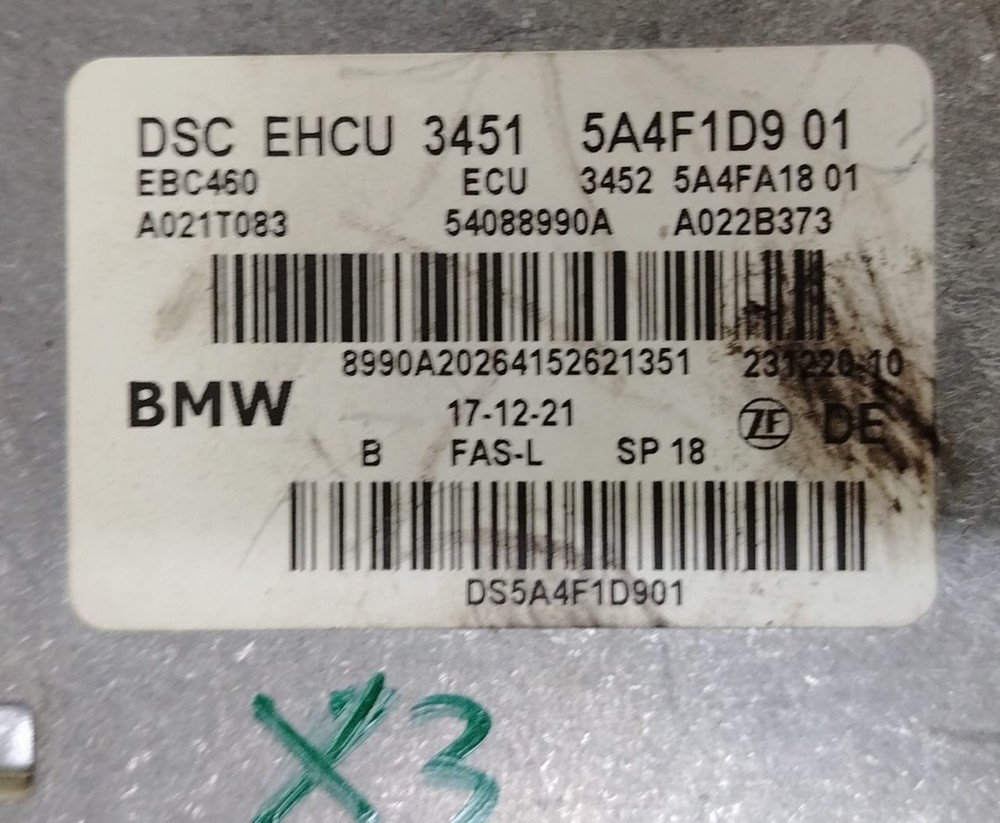 DSC EHCU 3451 5A4F1D9 01
EBC460 ECU 3452 5A4FA18 01
A021T083 54088990A A022B373
8990A20264152621351 231220-10
BMW 17-12-21 ZF DE
B FAS-L SP 18
DS5A4F1D901
X3